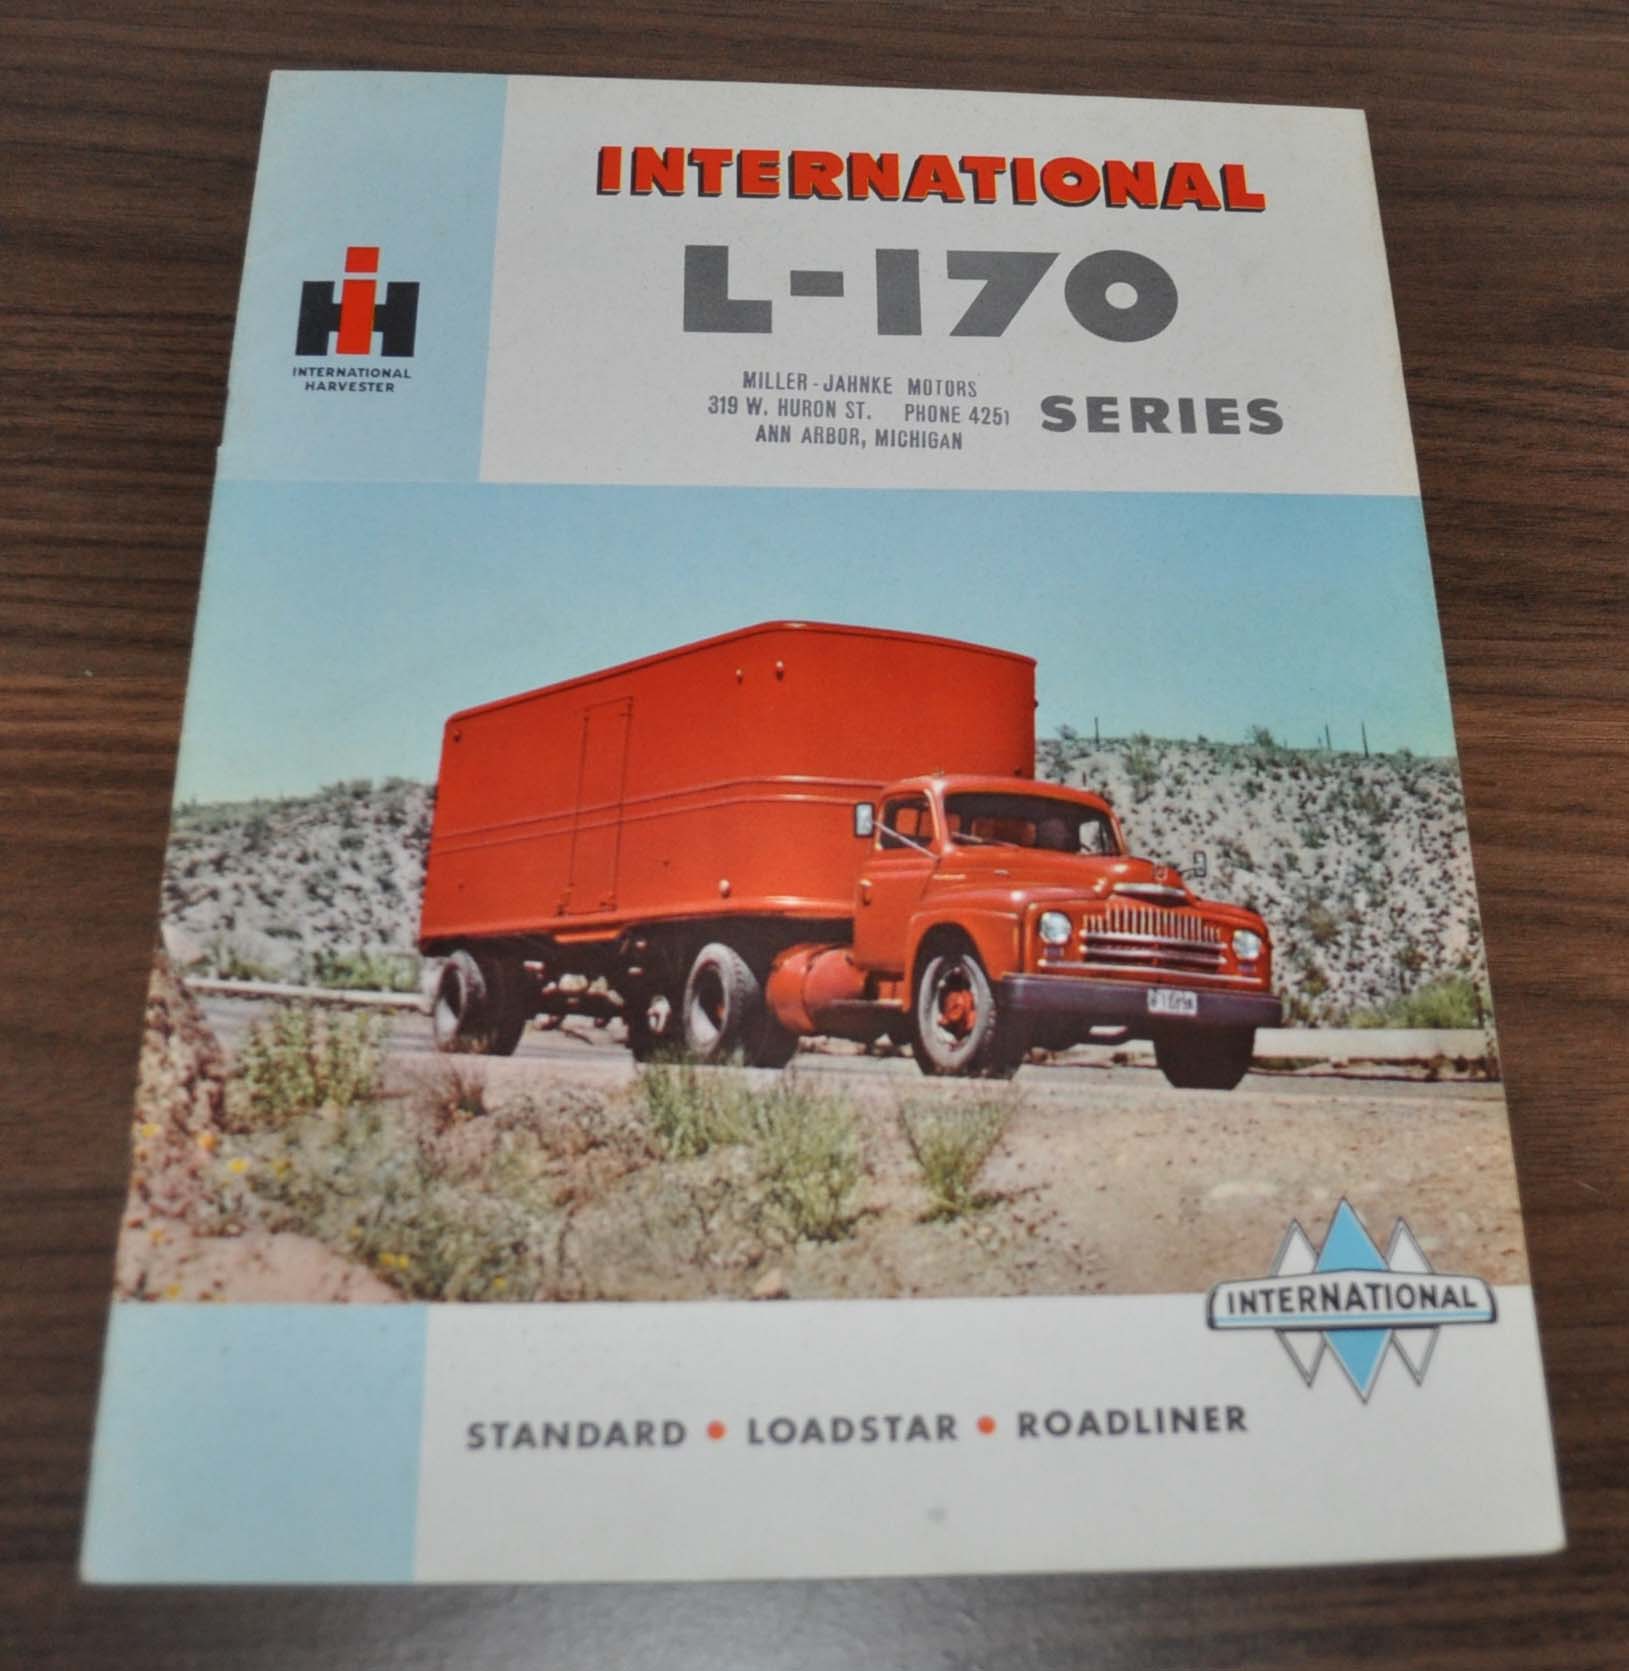 INTERNATIONAL
L-170
SERIES
MILLER-JAHNKE MOTORS
319 W. HURON ST. PHONE 4251
ANN ARBOR, MICHIGAN
IH
INTERNATIONAL
HARVESTER
INTERNATIONAL
STANDARD • LOADSTAR • ROADLINER